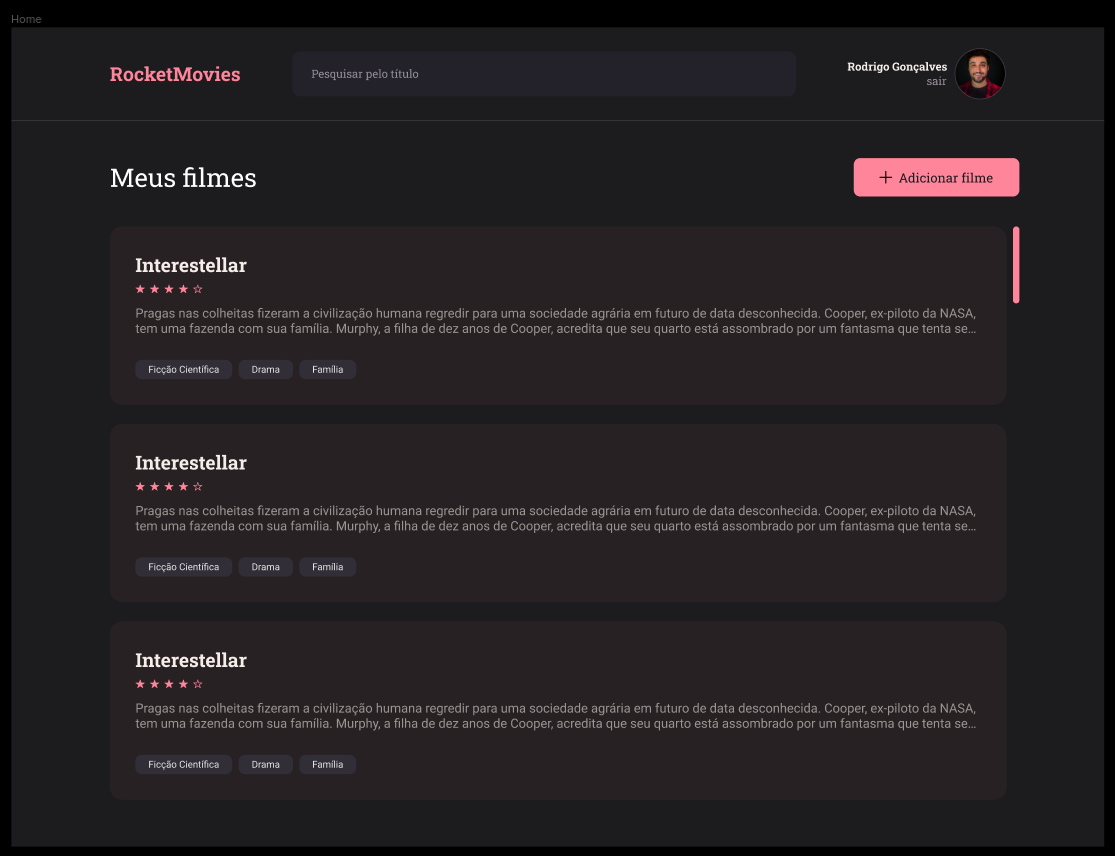 Home
RocketMovies
Pesquisar pelo título
Rodrigo Gonçalves
sair
Meus filmes
Adicionar filme
Interestellar
Pragas nas colheitas fizeram a civilização humana regredir para uma sociedade agrária em futuro de data desconhecida. Cooper, ex-piloto da NASA,
tem uma fazenda com sua família. Murphy, a filha de dez anos de Cooper, acredita que seu quarto está assombrado por um fantasma que tenta se...
Ficção Científica Drama Família
Interestellar
Pragas nas colheitas fizeram a civilização humana regredir para uma sociedade agrária em futuro de data desconhecida. Cooper, ex-piloto da NASA,
tem uma fazenda com sua família. Murphy, a filha de dez anos de Cooper, acredita que seu quarto está assombrado por um fantasma que tenta se...
Ficção Científica Drama Família
Interestellar
Pragas nas colheitas fizeram a civilização humana regredir para uma sociedade agrária em futuro de data desconhecida. Cooper, ex-piloto da NASA,
tem uma fazenda com sua família. Murphy, a filha de dez anos de Cooper, acredita que seu quarto está assombrado por um fantasma que tenta se...
Ficção Científica Drama Família